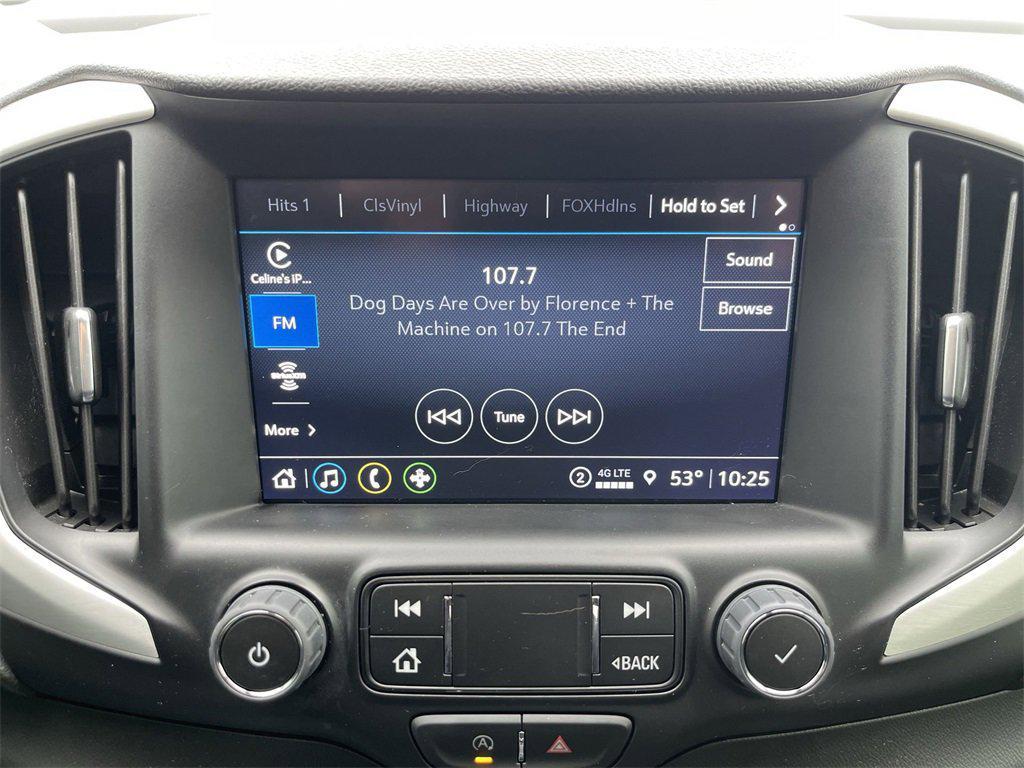 Hits 1
ClsVinyl
Highway
FOXHdlns
Hold to Set
Celine's iP...
107.7
Sound
Dog Days Are Over by Florence + The
Machine on 107.7 The End
Browse
FM
SiriusXM
Tune
More
2
4G LTE
53°
10:25
BACK
A